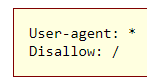 User-agent: *
Disallow: /